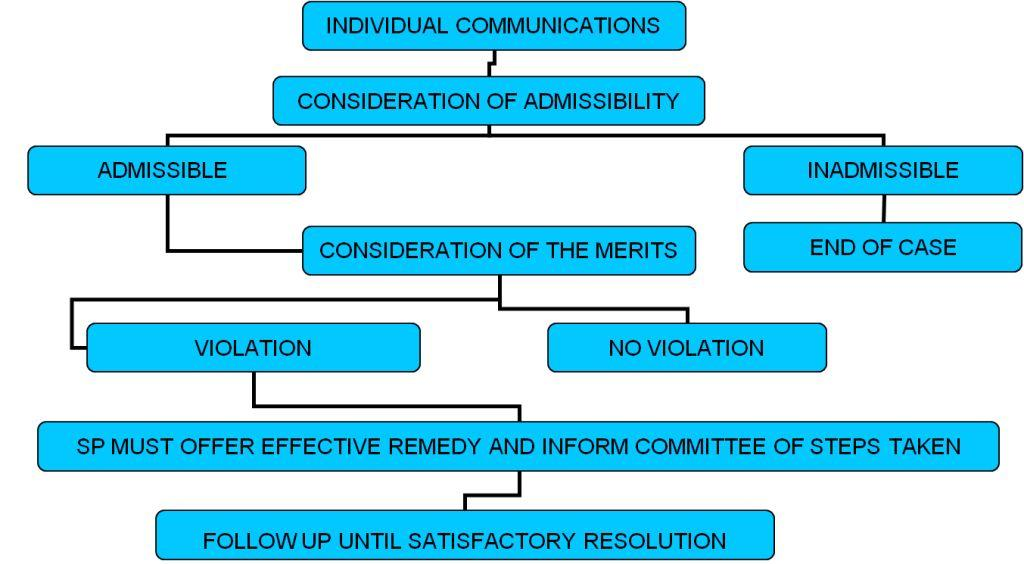 INDIVIDUAL COMMUNICATIONS
CONSIDERATION OF ADMISSIBILITY
ADMISSIBLE
INADMISSIBLE
CONSIDERATION OF THE MERITS
END OF CASE
VIOLATION
NO VIOLATION
SP MUST OFFER EFFECTIVE REMEDY AND INFORM COMMITTEE OF STEPS TAKEN
FOLLOW UP UNTIL SATISFACTORY RESOLUTION